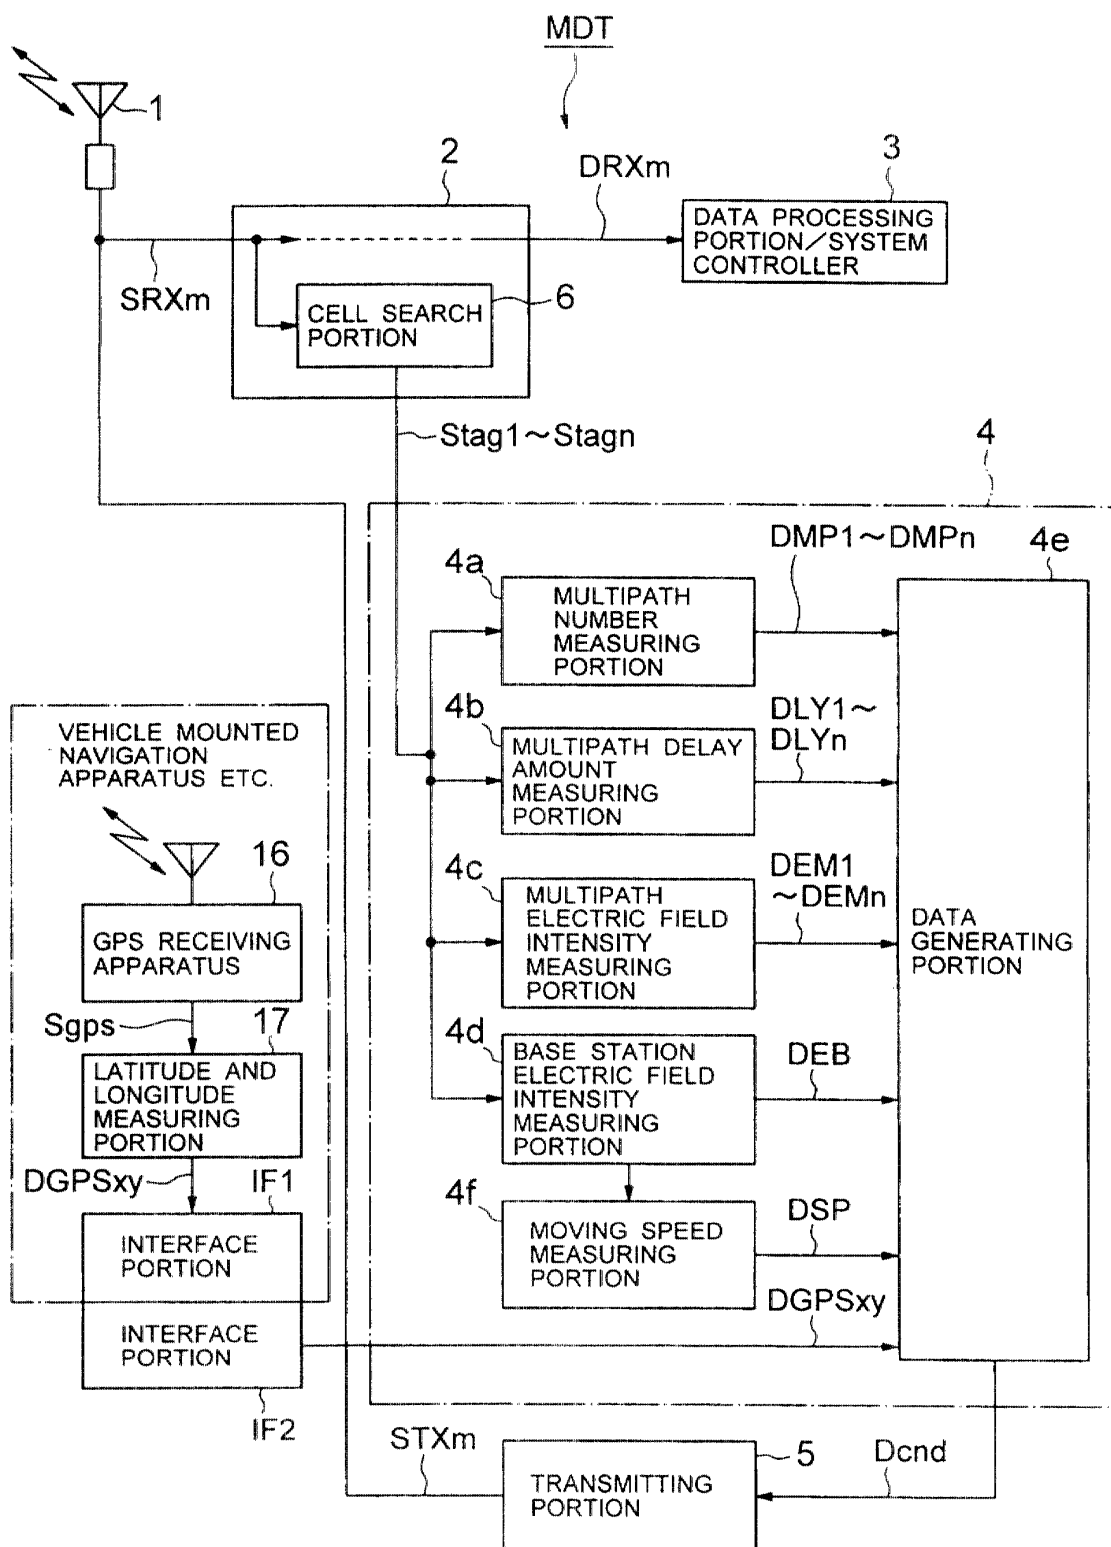 MDT
1
2
DRXm
3
DATA PROCESSING
PORTION/SYSTEM
CONTROLLER
SRXm
CELL SEARCH
PORTION
6
Stag1~Stagn
4
DMP1~DMPn
4e
4a
MULTIPATH
NUMBER
MEASURING
PORTION
4b
DLY1~
DLYn
MULTIPATH DELAY
AMOUNT
MEASURING
PORTION
VEHICLE MOUNTED
NAVIGATION
APPARATUS ETC.
16
4c
DEM1
~DEMn
MULTIPATH
ELECTRIC FIELD
INTENSITY
MEASURING
PORTION
DATA
GENERATING
PORTION
GPS RECEIVING
APPARATUS
Sgps
17
4d
BASE STATION
ELECTRIC FIELD
INTENSITY
MEASURING
PORTION
DEB
LATITUDE AND
LONGITUDE
MEASURING
PORTION
DGPSxy
IF1
4f
DSP
MOVING SPEED
MEASURING
PORTION
INTERFACE
PORTION
DGPSxy
INTERFACE
PORTION
IF2
STXm
5
Dcnd
TRANSMITTING
PORTION